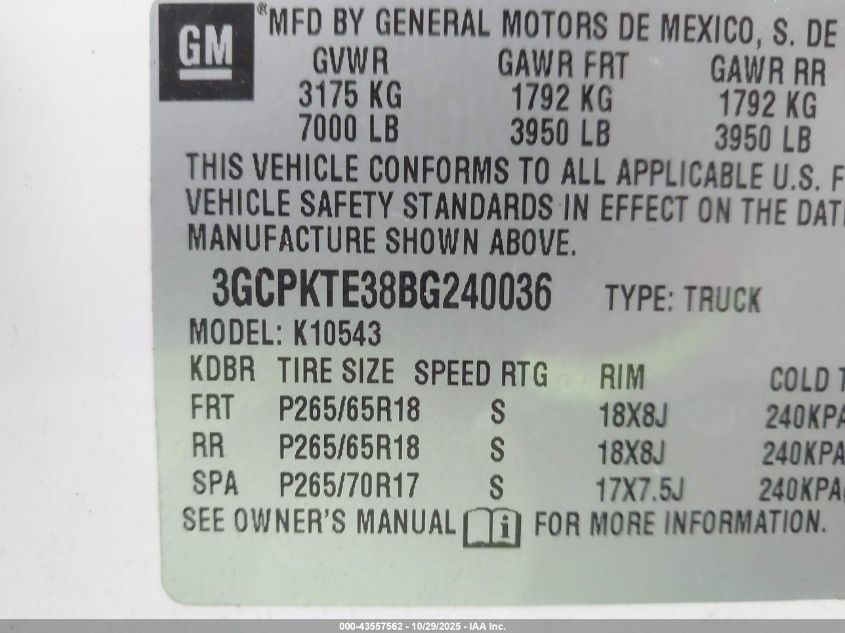 GM
®MFD BY GENERAL MOTORS DE MEXICO, S. DE
GVWR GAWR FRT GAWR RR
3175 KG 1792 KG 1792 KG
7000 LB 3950 LB 3950 LB
THIS VEHICLE CONFORMS TO ALL APPLICABLE U.S. F
VEHICLE SAFETY STANDARDS IN EFFECT ON THE DAT
MANUFACTURE SHOWN ABOVE.
3GCPKTE38BG240036 TYPE: TRUCK
MODEL: K10543
KDBR TIRE SIZE SPEED RTG RIM COLD T
FRT P265/65R18 S 18X8J 240KPA
RR P265/65R18 S 18X8J 240KPA
SPA P265/70R17 S 17X7.5J 240KPA
SEE OWNER'S MANUAL i FOR MORE INFORMATION.
000-43557562 - 10/29/2025 - IAA Inc.